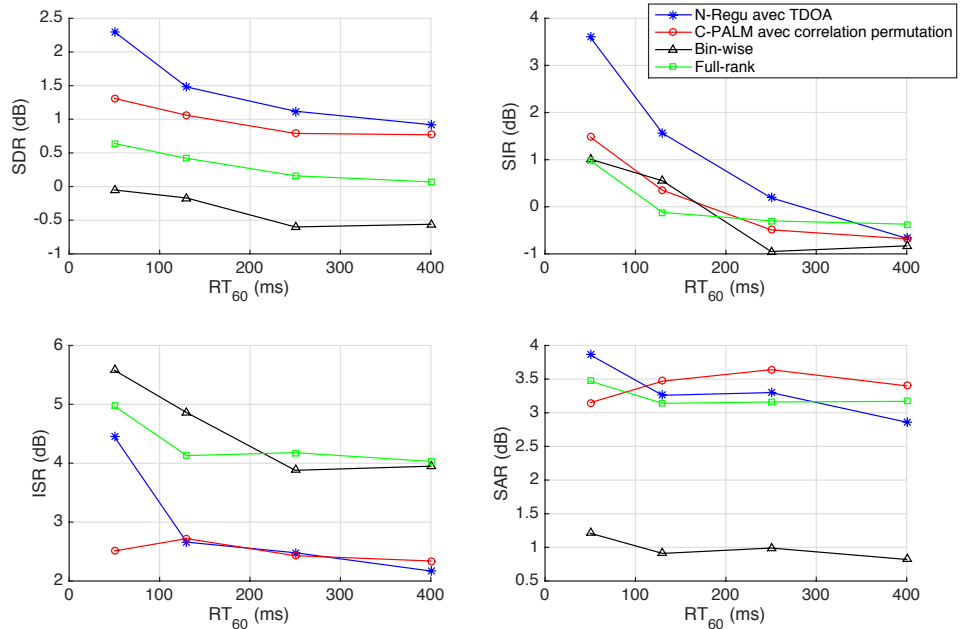 2.5
2
1.5
1
0.5
0
-0.5
-1
SDR (dB)
0 100 200 300 400
RT60 (ms)
4
3
2
1
0
-1
SIR (dB)
0 100 200 300 400
RT60 (ms)
N-Regu avec TDOA
C-PALM avec correlation permutation
Bin-wise
Full-rank
6
5
4
3
2
ISR (dB)
0 100 200 300 400
RT60 (ms)
4
3.5
3
2.5
2
1.5
1
0.5
SAR (dB)
0 100 200 300 400
RT60 (ms)